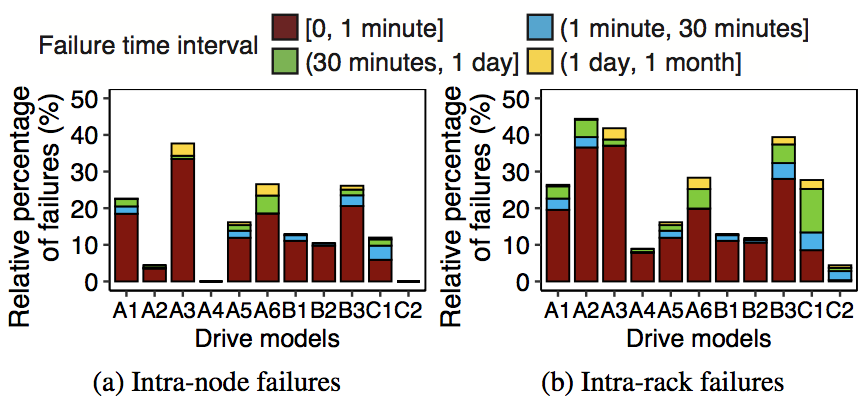 Failure time interval
[0, 1 minute]
(1 minute, 30 minutes]
(30 minutes, 1 day]
(1 day, 1 month]
Relative percentage
of failures (%)
50
40
30
20
10
0
A1 A2 A3 A4 A5 A6 B1 B2 B3 C1 C2
Drive models
(a) Intra-node failures
Relative percentage
of failures (%)
50
40
30
20
10
0
A1 A2 A3 A4 A5 A6 B1 B2 B3 C1 C2
Drive models
(b) Intra-rack failures